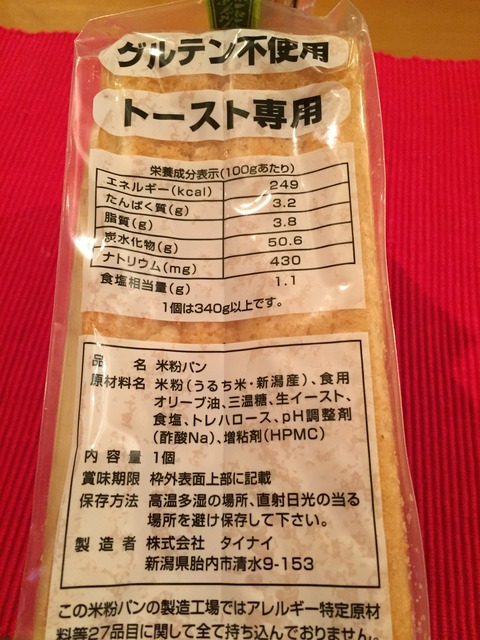 グルテン不使用
トースト専用
栄養成分表示(100gあたり)
エネルギー(kcal) 249
たんぱく質(g) 3.2
脂質(g) 3.8
炭水化物(g) 50.6
ナトリウム(mg) 430
食塩相当量(g) 1.1
1個は340g以上です。
品名 米粉パン
原材料名 米粉(うるち米・新潟産)、食用
オリーブ油、三温糖、生イースト、
食塩、トレハロース、pH調整剤
(酢酸Na)、増粘剤(HPMC)
内容量 1個
賞味期限 枠外表面上部に記載
保存方法 高温多湿の場所、直射日光の当る
場所を避け保存して下さい。
製造者 株式会社 タイナイ
新潟県胎内市清水9-153
この米粉パンの製造工場ではアレルギー特定原材
料等27品目に関して全て持ち込んでおりません。